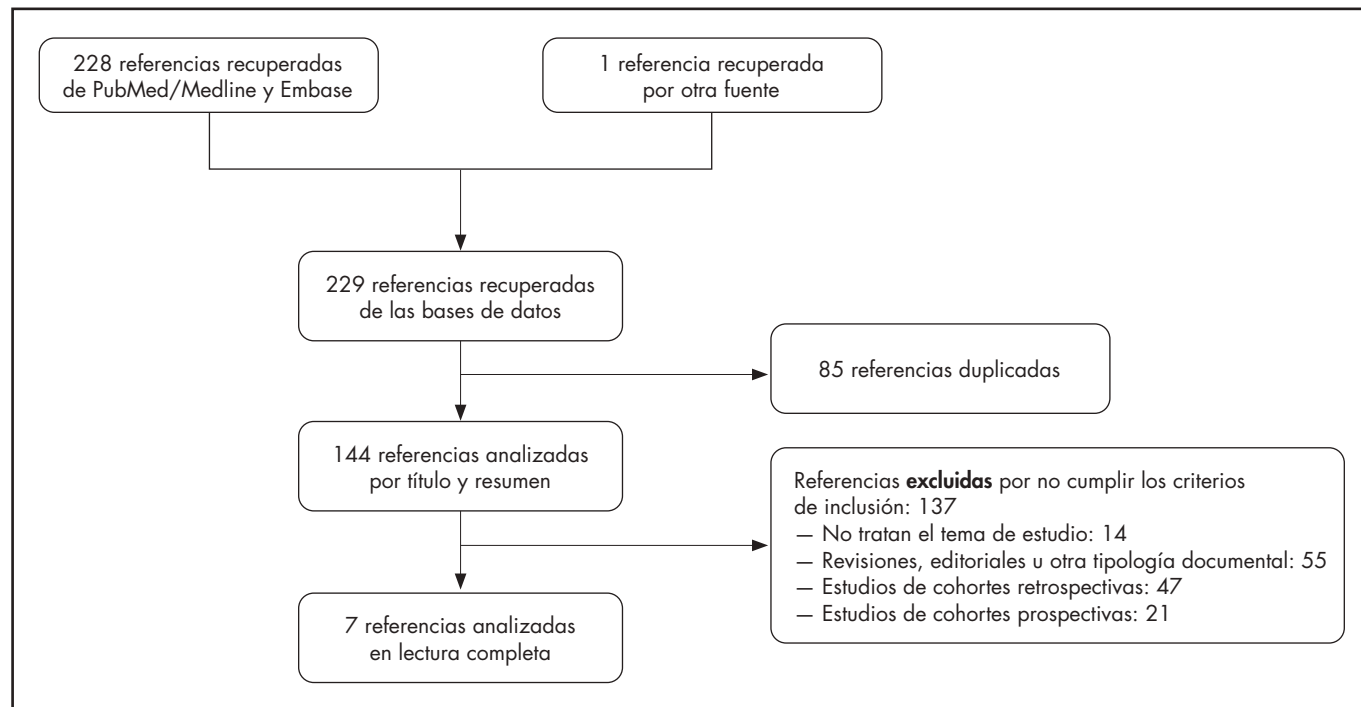 228 referencias recuperadas
de PubMed/Medline y Embase
1 referencia recuperada
por otra fuente
229 referencias recuperadas
de las bases de datos
85 referencias duplicadas
144 referencias analizadas
por título y resumen
Referencias excluidas por no cumplir los criterios
de inclusión: 137
— No tratan el tema de estudio: 14
— Revisiones, editoriales u otra tipología documental: 55
— Estudios de cohortes retrospectivas: 47
— Estudios de cohortes prospectivas: 21
7 referencias analizadas
en lectura completa